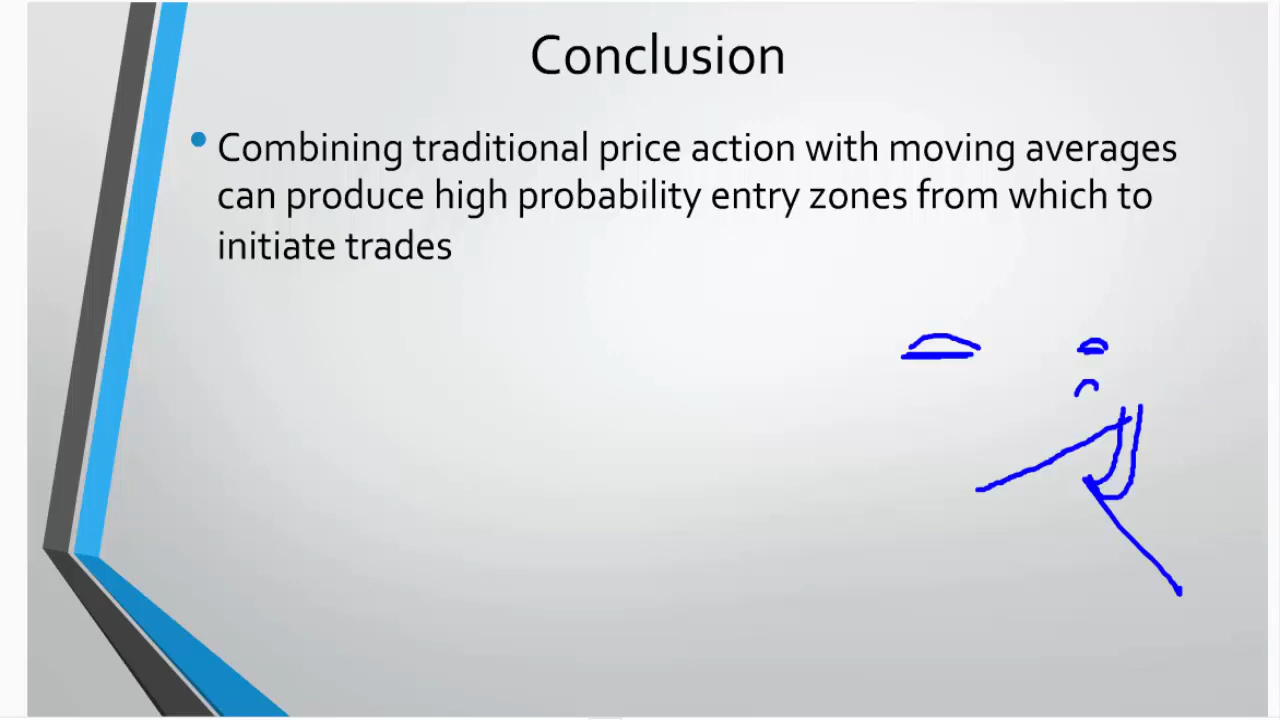 Conclusion
• Combining traditional price action with moving averages
can produce high probability entry zones from which to
initiate trades